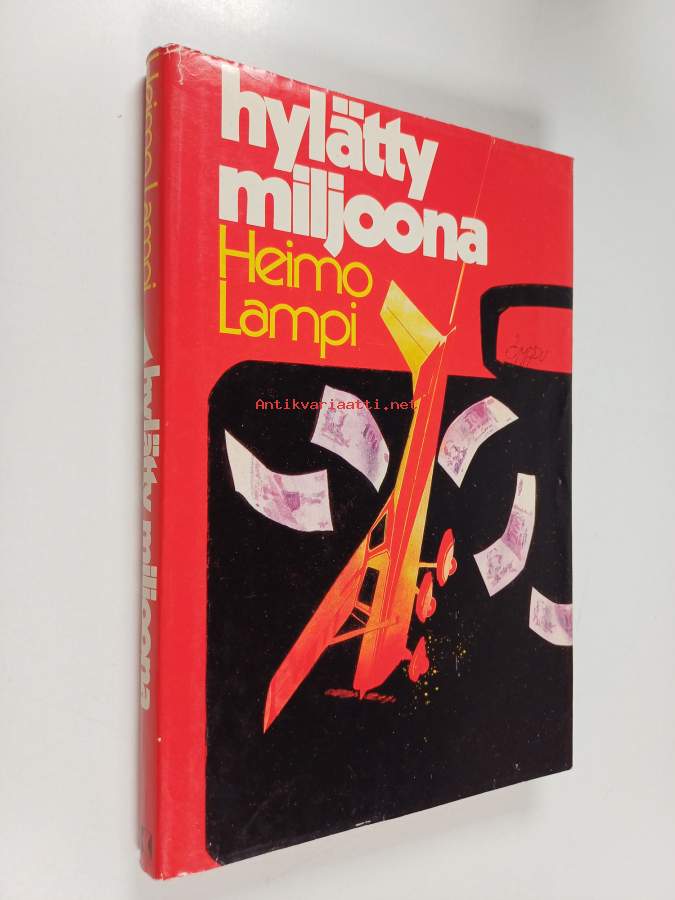 hylätty
miljoona
Heimo
Lampi
Antikvariaatti.net
Heimo Lampi hylätty miljoona